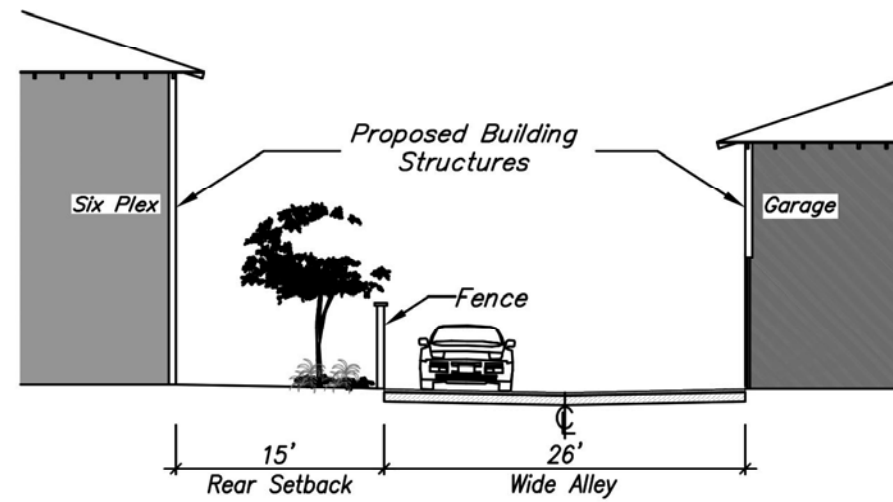 Proposed Building
Structures
Six Plex
Garage
Fence
℄
15'
26'
Rear Setback
Wide Alley